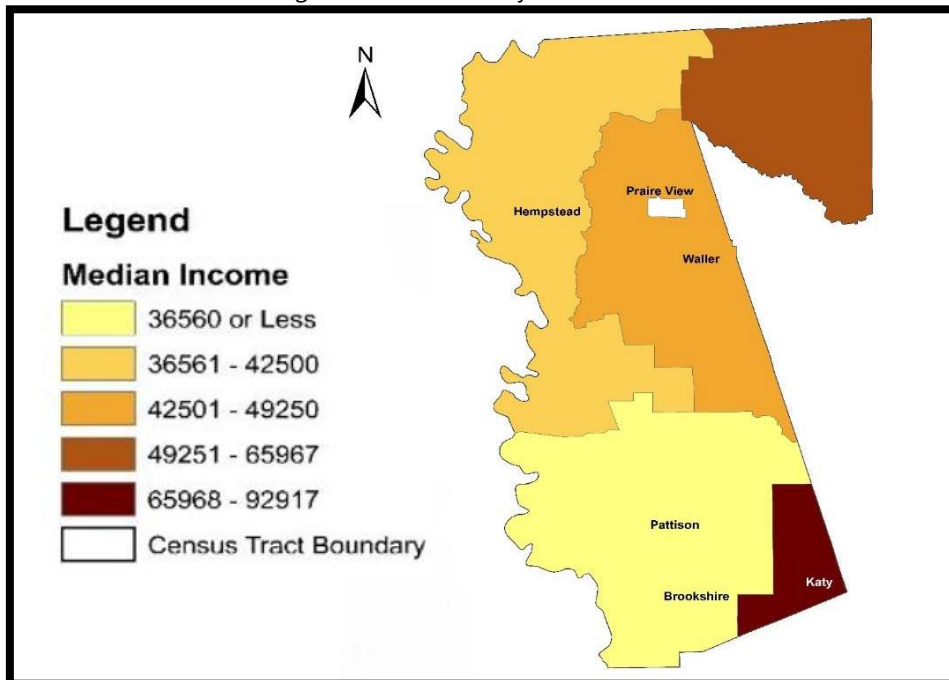 N
Legend
Median Income
36560 or Less
36561 - 42500
42501 - 49250
49251 - 65967
65968 - 92917
Census Tract Boundary
Praire View
Hempstead
Waller
Pattison
Katy
Brookshire